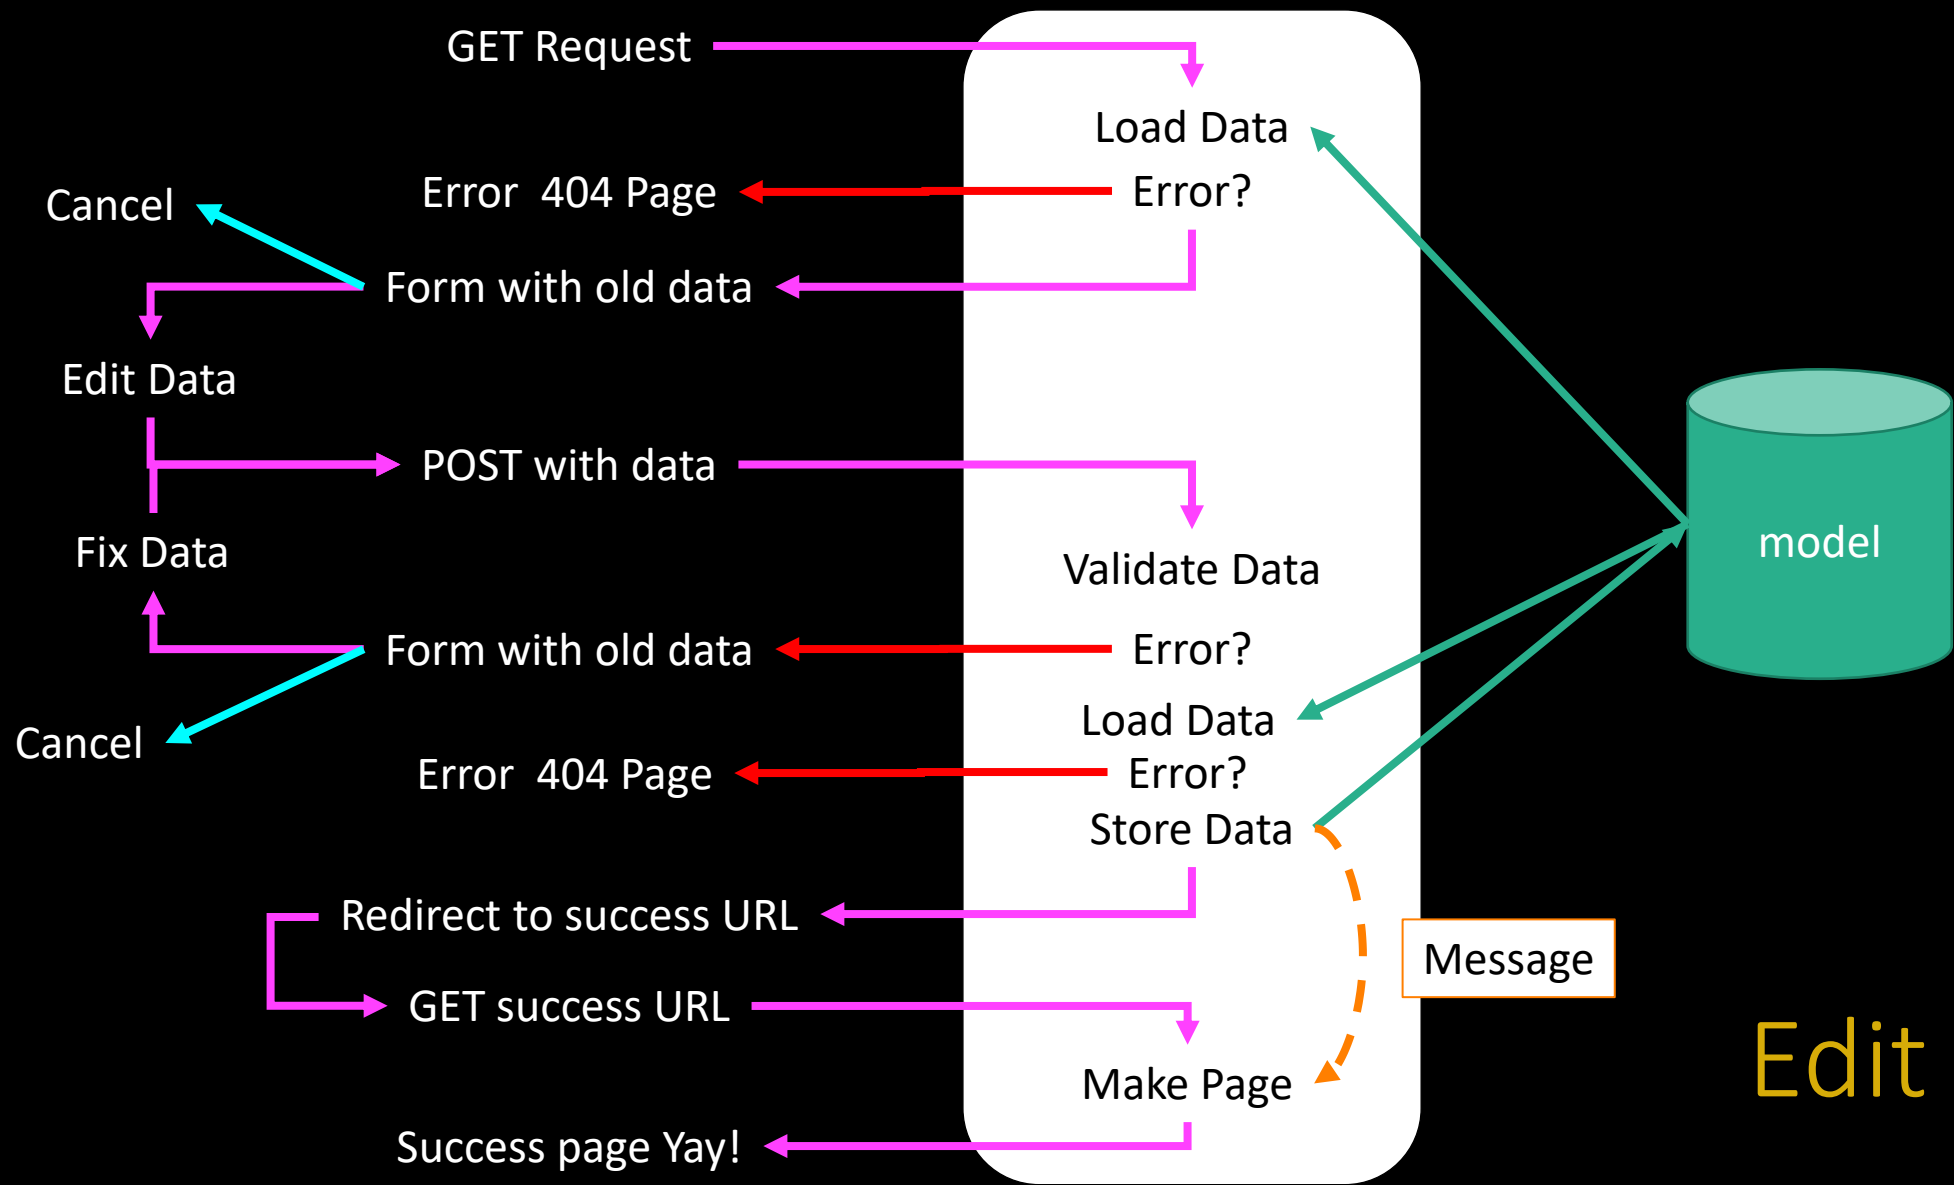 GET Request
Load Data
Error  404 Page
Error?
Cancel
Form with old data
Edit Data
POST with data
model
Fix Data
Validate Data
Form with old data
Error?
Load Data
Cancel
Error  404 Page
Error?
Store Data
Redirect to success URL
Message
GET success URL
Edit
Make Page
Success page Yay!